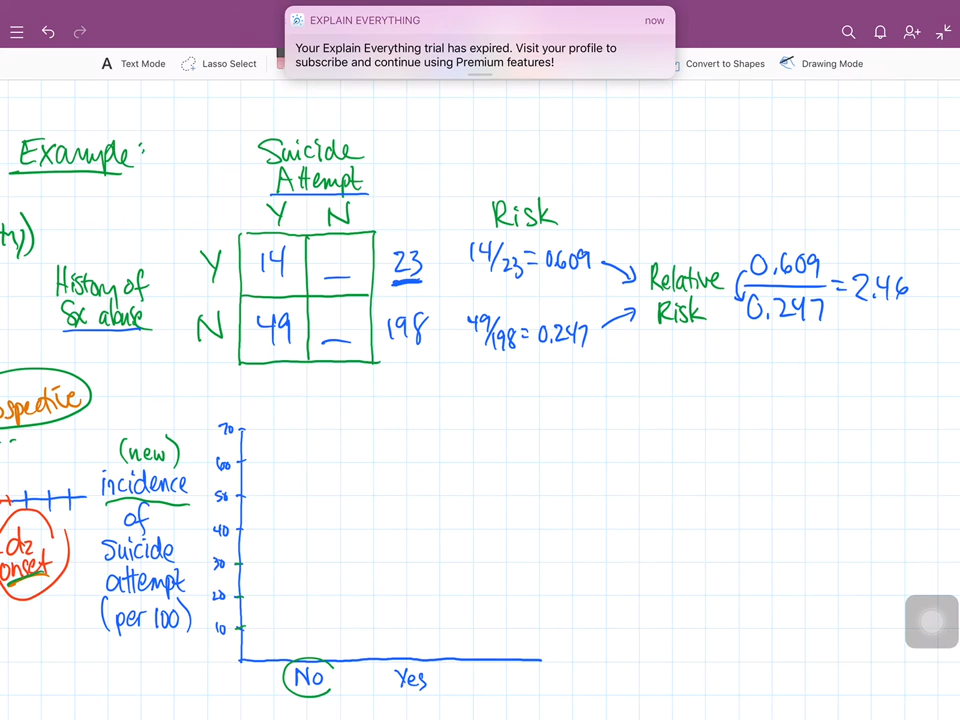 EXPLAIN EVERYTHING
now
Your Explain Everything trial has expired. Visit your profile to
subscribe and continue using Premium features!
Text Mode
Lasso Select
Convert to Shapes
Drawing Mode
Example:
Suicide
Attempt
Y N
Risk
Y 14 _ 23
14/23 = 0.609
History of
Sx abuse
N 49 _ 198
49/198 = 0.247
Relative
Risk
0.609
0.247
= 2.46
(new)
incidence
of
suicide
attempt
(per 100)
70
60
50
40
30
20
10
No Yes
dz
onset